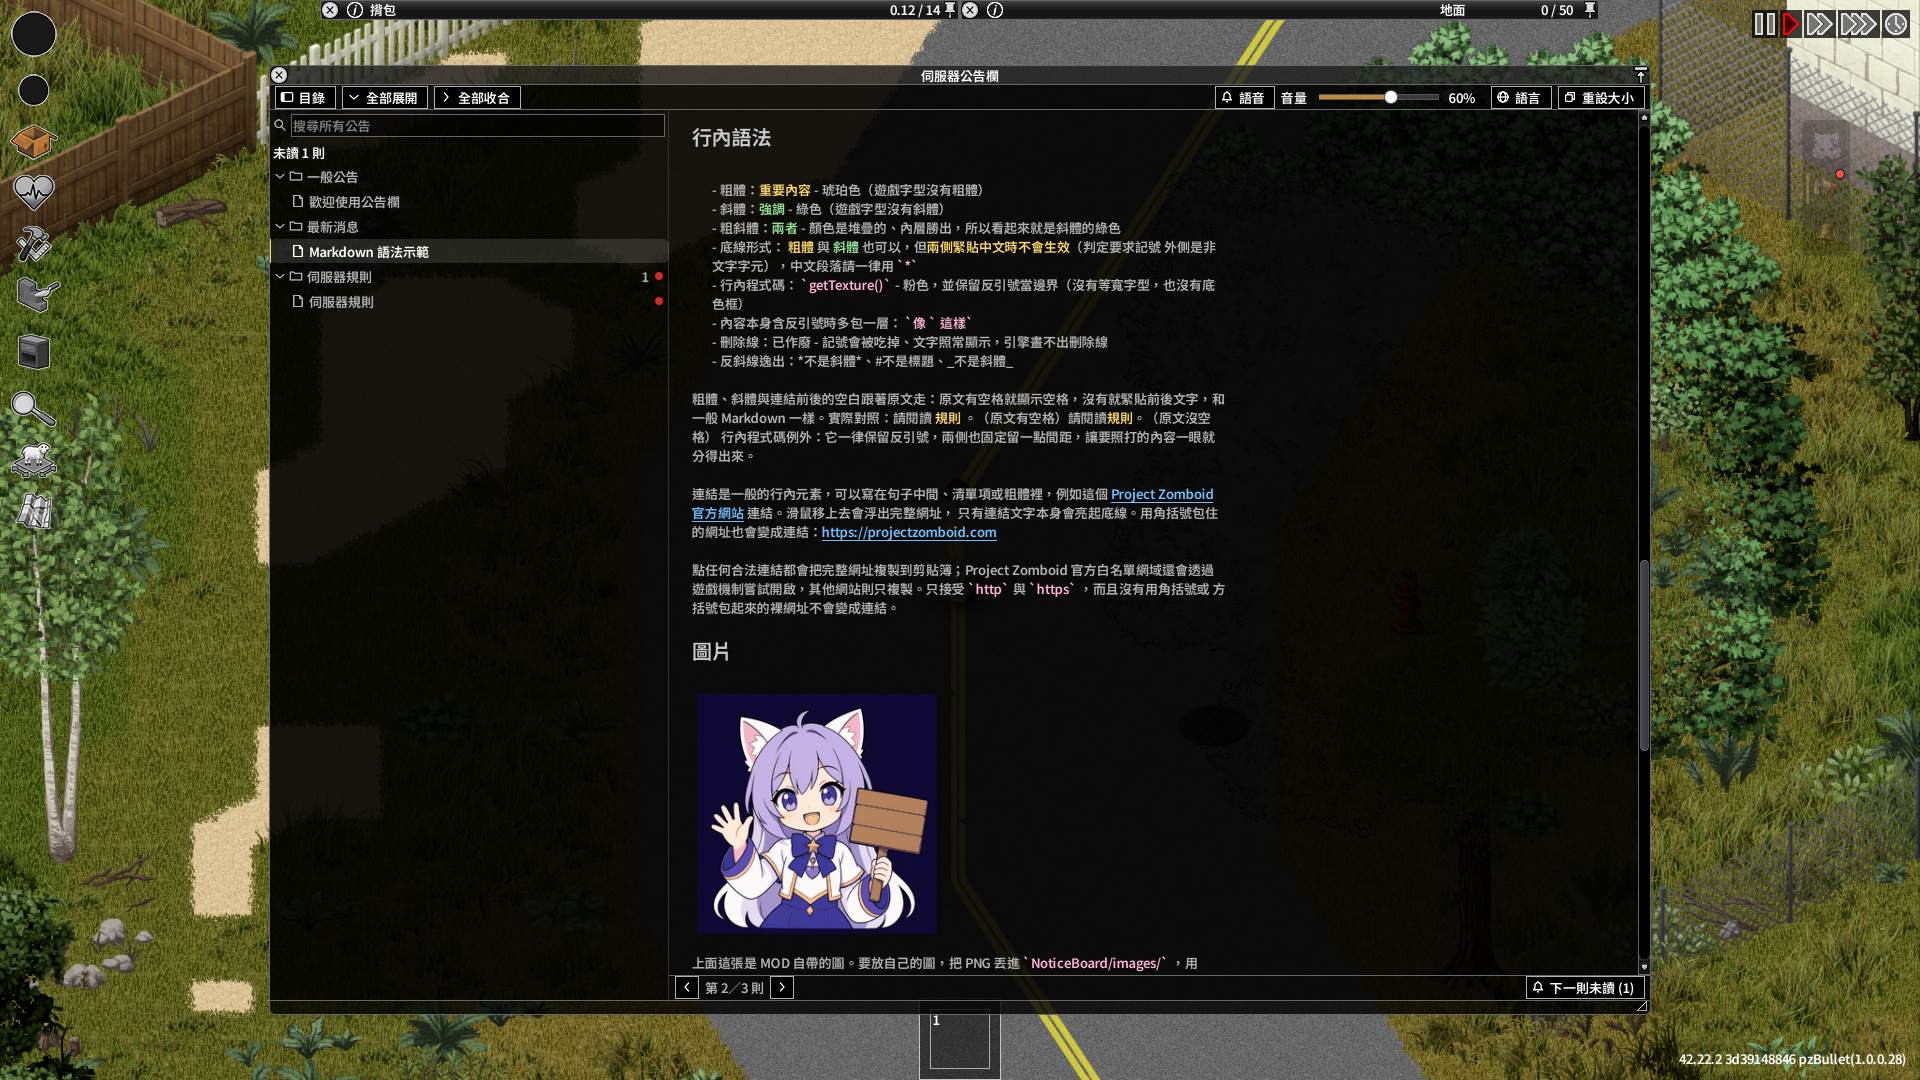 揹包
0.12 / 14
地面
0 / 50
伺服器公告欄
目錄
全部展開
全部收合
語音
音量
60%
語言
重設大小
搜尋所有公告
未讀 1 則
一般公告
歡迎使用公告欄
最新消息
Markdown 語法示範
伺服器規則
1
伺服器規則
行內語法
- 粗體：重要內容 - 琥珀色（遊戲字型沒有粗體）
- 斜體：強調 - 綠色（遊戲字型沒有斜體）
- 粗斜體：兩者 - 顏色是堆疊的、內層勝出，所以看起來就是斜體的綠色
- 底線形式： 粗體 與 斜體 也可以，但兩側緊貼中文時不會生效（判定要求記號 外側是非
文字字元），中文段落請一律用 `*`
- 行內程式碼： `getTexture()` - 粉色，並保留反引號當邊界（沒有等寬字型，也沒有底
色框）
- 內容本身含反引號時多包一層： `像 ` 這樣`
- 刪除線：已作廢 - 記號會被吃掉、文字照常顯示，引擎畫不出刪除線
- 反斜線逸出：*不是斜體*、#不是標題、_不是斜體_
粗體、斜體與連結前後的空白跟著原文走：原文有空格就顯示空格，沒有就緊貼前後文字，和
一般 Markdown 一樣。實際對照：請閱讀 規則 。（原文有空格）請閱讀規則。（原文沒空
格） 行內程式碼例外：它一律保留反引號，兩側也固定留一點間距，讓要照打的內容一眼就
分得出來。
連結是一般的行內元素，可以寫在句子中間、清單項或粗體裡，例如這個 Project Zomboid
官方網站 連結。滑鼠移上去會浮出完整網址， 只有連結文字本身會亮起底線。用角括號包住
的網址也會變成連結：https://projectzomboid.com
點任何合法連結都會把完整網址複製到剪貼簿；Project Zomboid 官方白名單網域還會透過
遊戲機制嘗試開啟，其他網站則只複製。只接受 `http` 與 `https` ，而且沒有用角括號或 方
括號包起來的裸網址不會變成連結。
圖片
上面這張是 MOD 自帶的圖。要放自己的圖，把 PNG 丟進 `NoticeBoard/images/` ，用
第 2／3 則
下一則未讀 (1)
1
42.22.2 3d39148846 pzBullet(1.0.0.28)